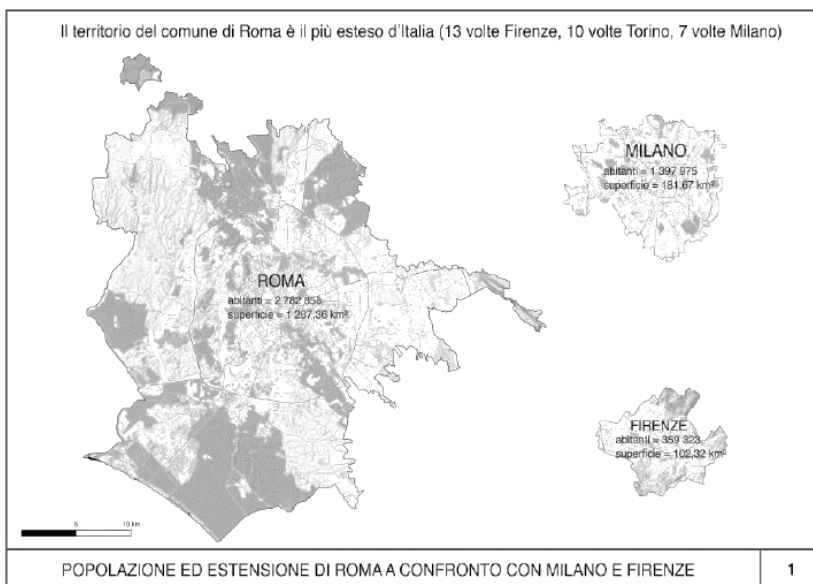 Il territorio del comune di Roma è il più esteso d'Italia (13 volte Firenze, 10 volte Torino, 7 volte Milano)
MILANO
abitanti = 1 397 975
superficie = 181,67 km²
ROMA
abitanti = 2 782 858
superficie = 1 287,36 km²
FIRENZE
abitanti = 359 323
superficie = 102,32 km²
5 10 km
POPOLAZIONE ED ESTENSIONE DI ROMA A CONFRONTO CON MILANO E FIRENZE 1